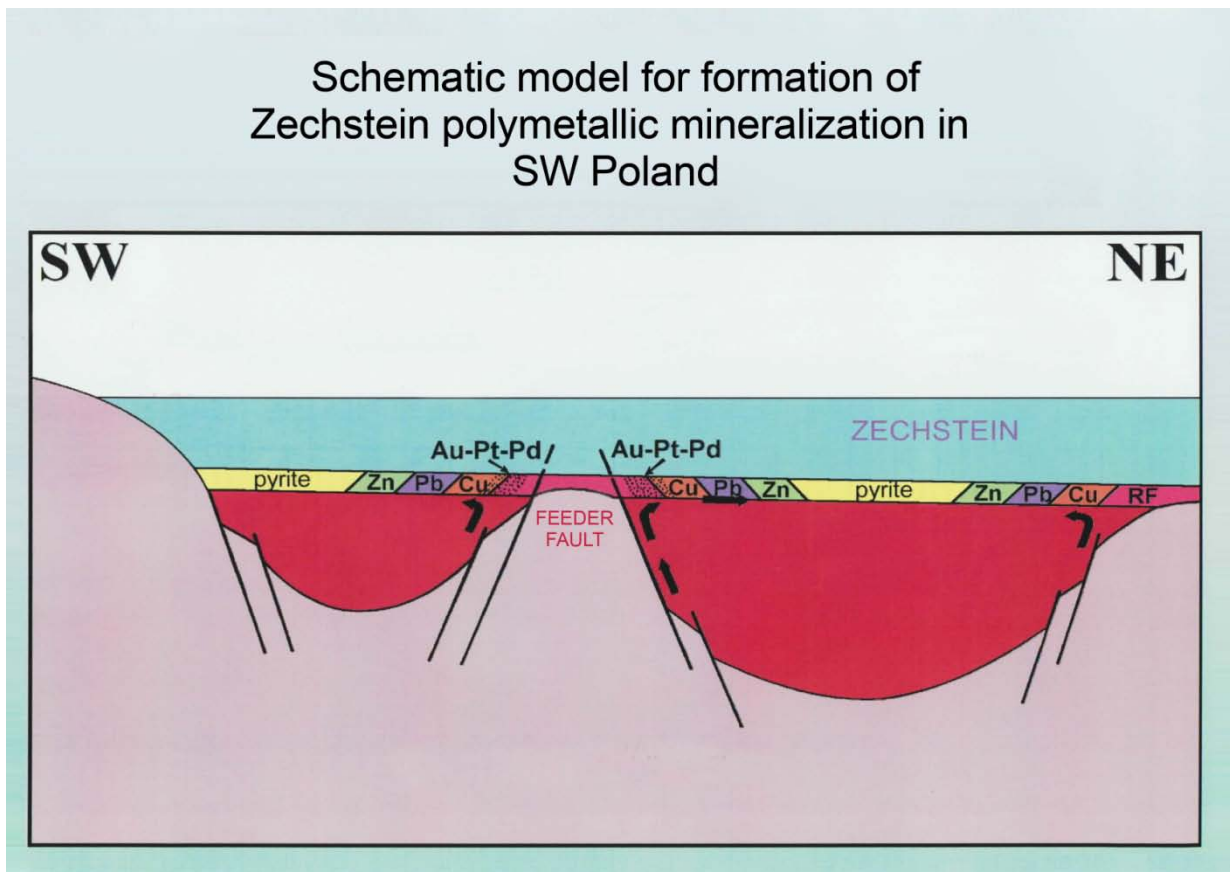 Schematic model for formation of
Zechstein polymetallic mineralization in
SW Poland
SW
NE
ZECHSTEIN
Au-Pt-Pd
Au-Pt-Pd
pyrite
Zn
Pb
Cu
Cu
Pb
Zn
pyrite
Zn
Pb
Cu
RF
FEEDER
FAULT